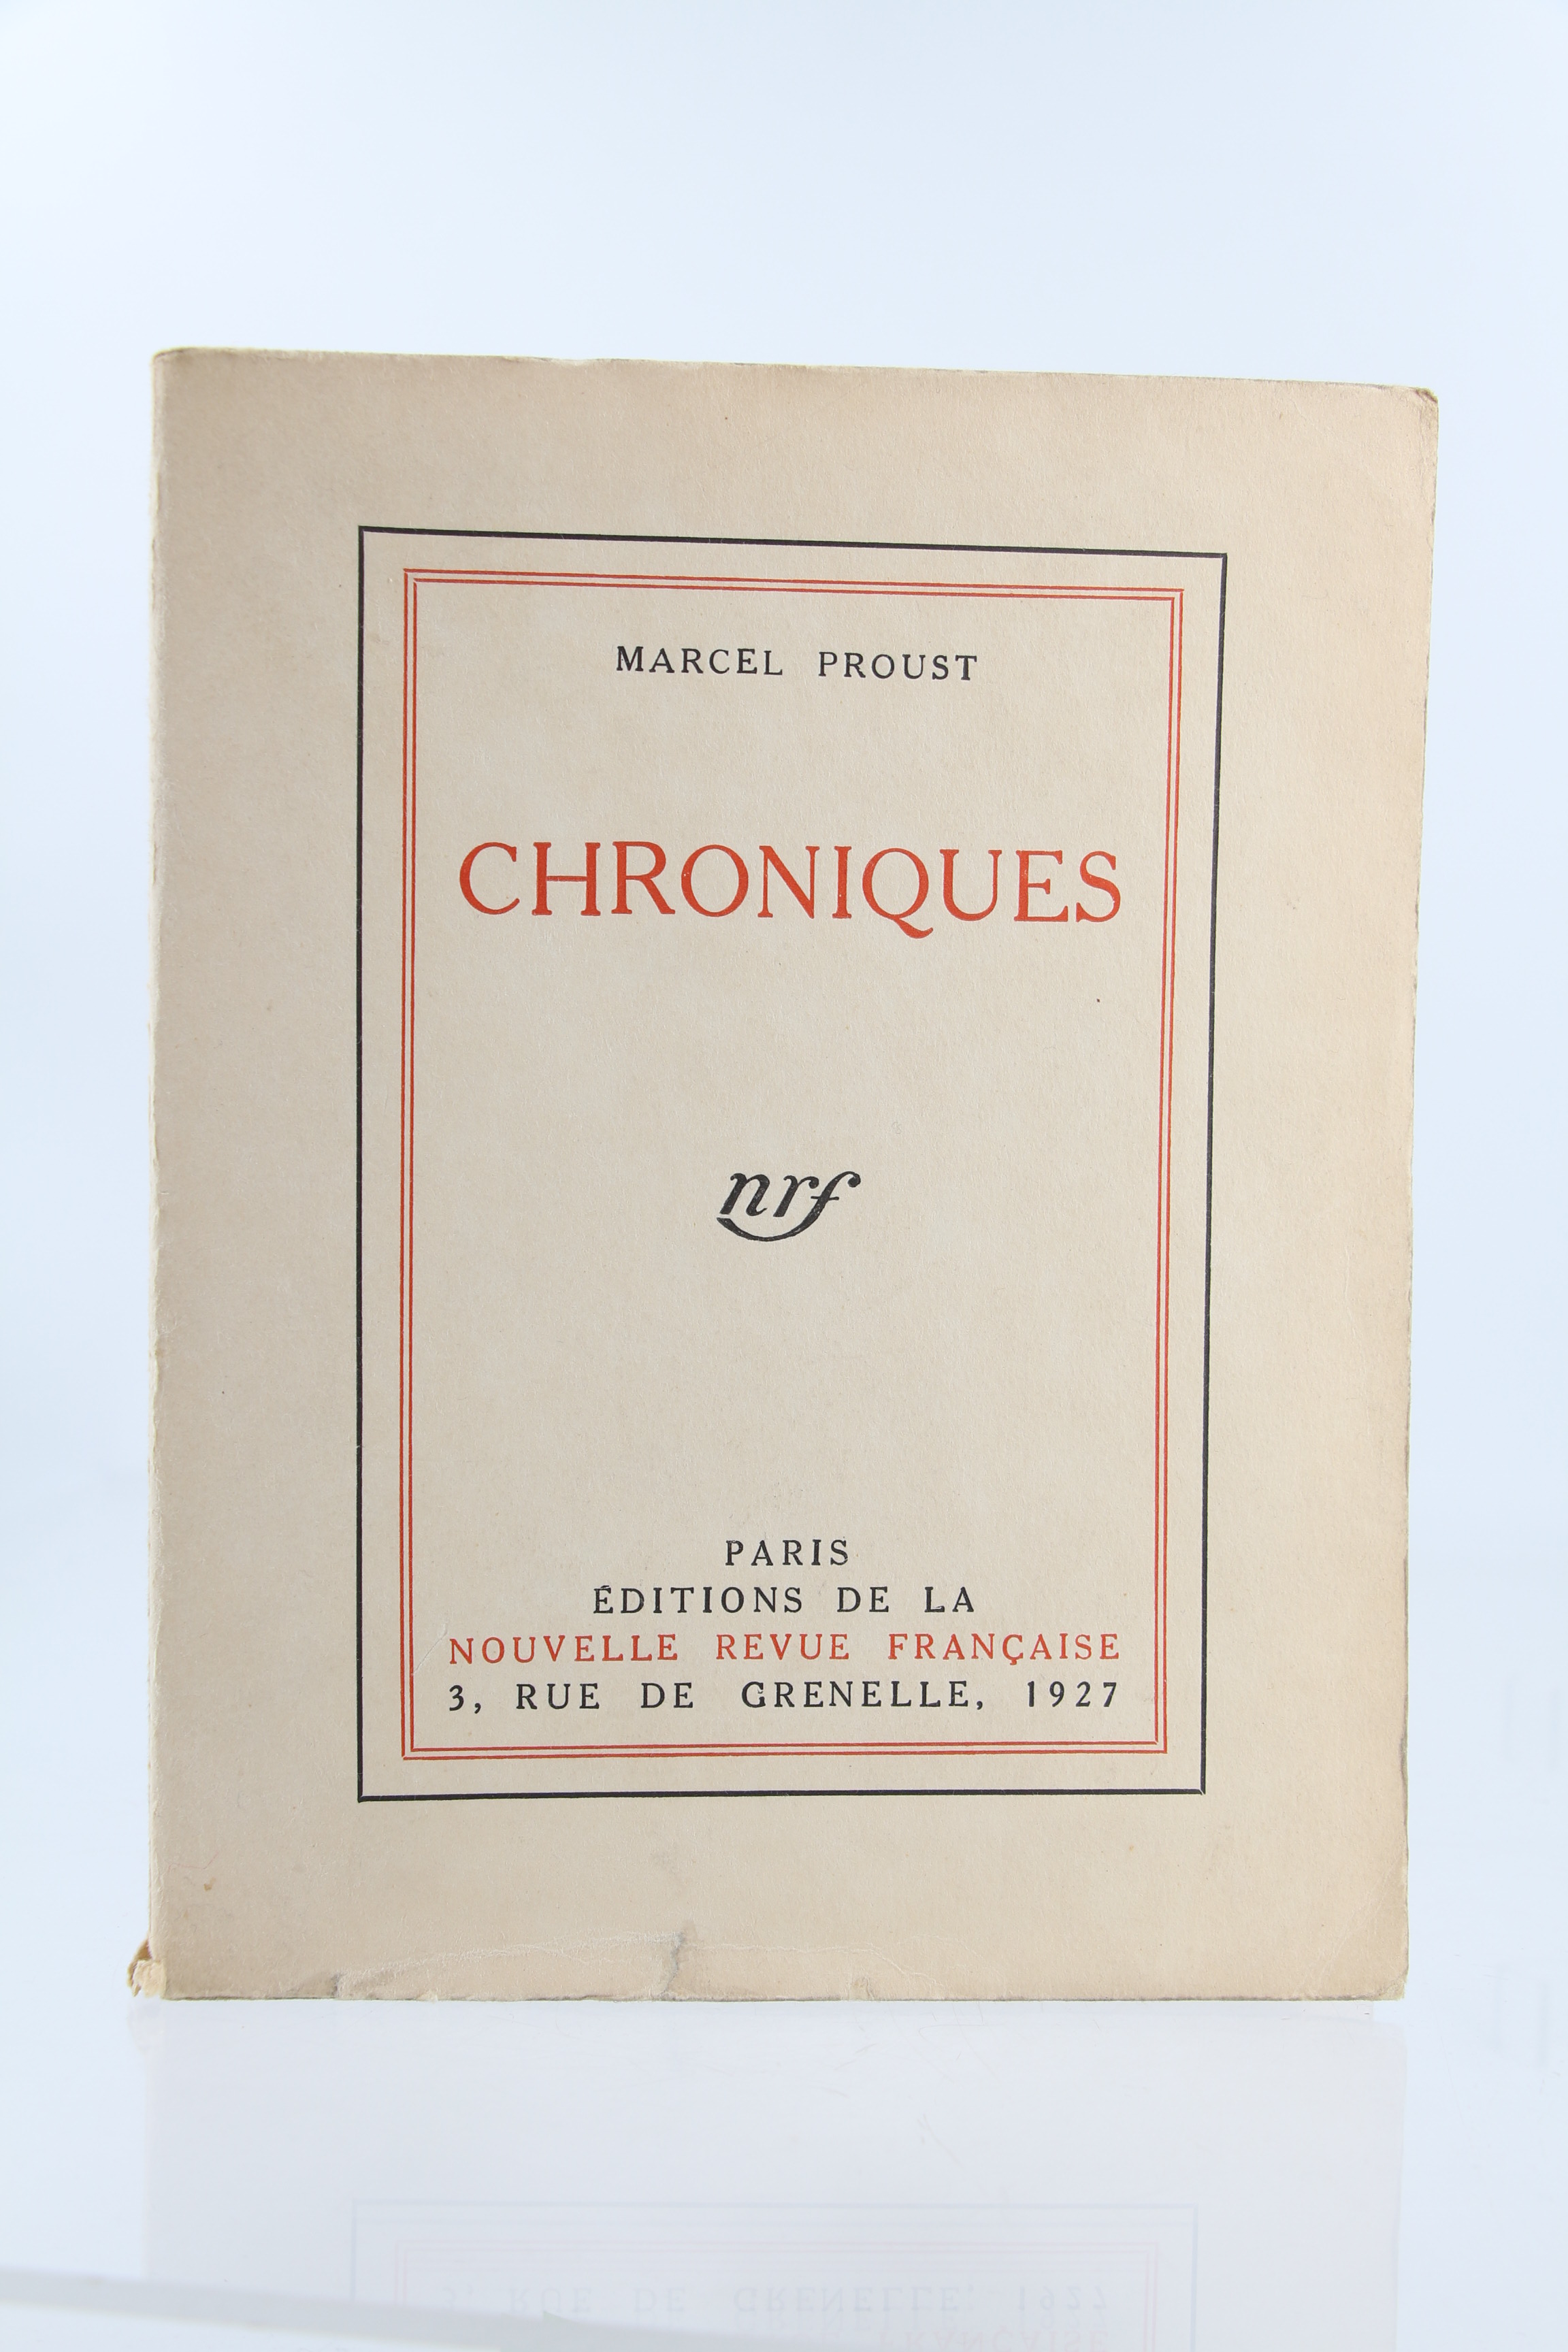 MARCEL PROUST
CHRONIQUES
nrf
PARIS
ÉDITIONS DE LA
NOUVELLE REVUE FRANÇAISE
3, RUE DE GRENELLE, 1927